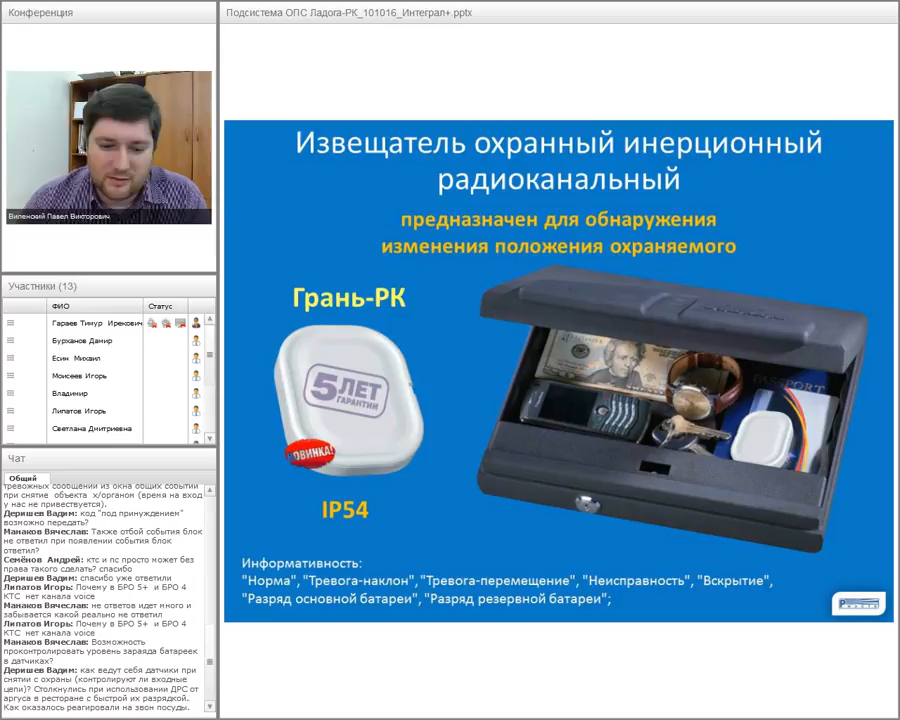 Конференция
Подсистема ОПС Ладога-РК_101016_Интеграл+.pptx
Виленский Павел Викторович
Участники (13)
ФИО
Статус
Гараев Тимур Ирекович
Бурханов Дамир
Есин Михаил
Моисеев Игорь
Владимир
Липатов Игорь
Светлана Дмитриевна
Чат
Общий
тревожных сообщений из окна общих событий
при снятие объекта х/органом (время на вход
у нас не привествуется).
Деришев Вадим: код "под принуждением"
возможно передать?
Манаков Вячеслав: Также отбой события блок
не ответил при появлении события блок
ответил?
Семёнов Андрей: ктс и пс просто может без
права такого сделать? спасибо
Деришев Вадим: спасибо уже ответили
Липатов Игорь: Почему в БРО 5+ и БРО 4
КТС нет канала voice
Манаков Вячеслав: не ответов идет много и
забывается какой реально не ответил
Липатов Игорь: Почему в БРО 5+ и БРО 4
КТС нет канала voice
Манаков Вячеслав: Возможность
проконтролировать уровень зараяда батареек
в датчиках?
Деришев Вадим: как ведут себя датчики при
снятии с охраны (контролируют ли входные
цепи)? Столкнулись при использовании ДРС от
аргуса в ресторане с быстрой их разрядкой.
Как оказалось реагировали на звон посуды.
Извещатель охранный инерционный
радиоканальный
предназначен для обнаружения
изменения положения охраняемого
Грань-РК
5 ЛЕТ
ГАРАНТИИ
НОВИНКА!
IP54
PASSPORT
Информативность:
"Норма", "Тревога-наклон", "Тревога-перемещение", "Неисправность", "Вскрытие",
"Разряд основной батареи", "Разряд резервной батареи";